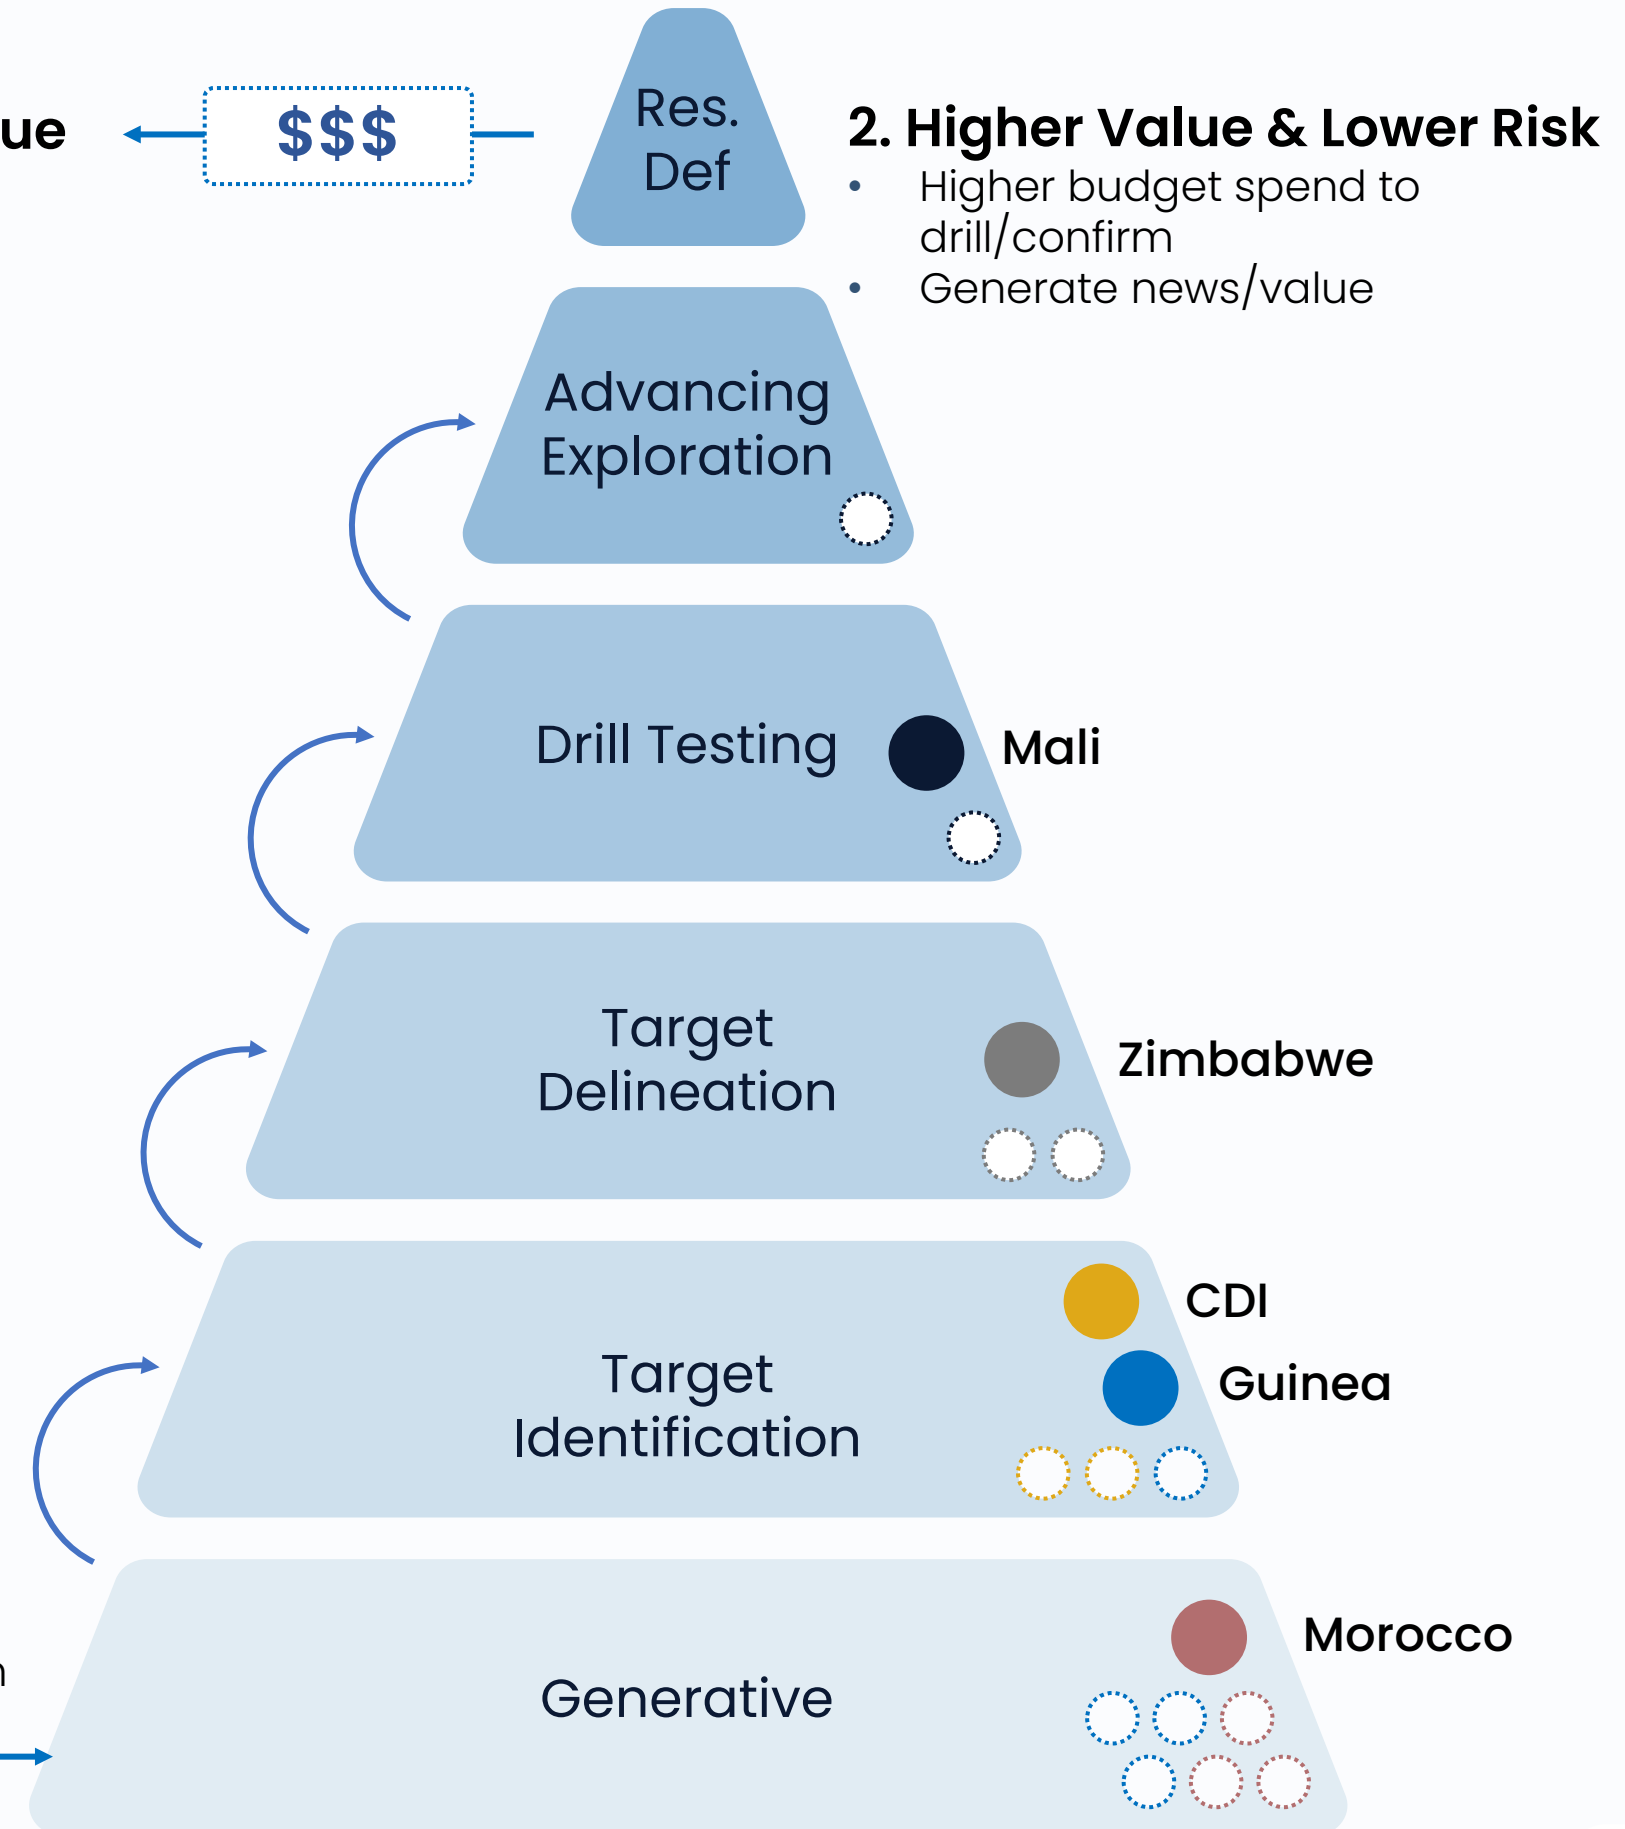 ue
$$$
Res.
Def
2. Higher Value & Lower Risk
• Higher budget spend to
drill/confirm
• Generate news/value
Advancing
Exploration
Drill Testing
Mali
Target
Delineation
Zimbabwe
CDI
Guinea
Target
Identification
Morocco
n
Generative